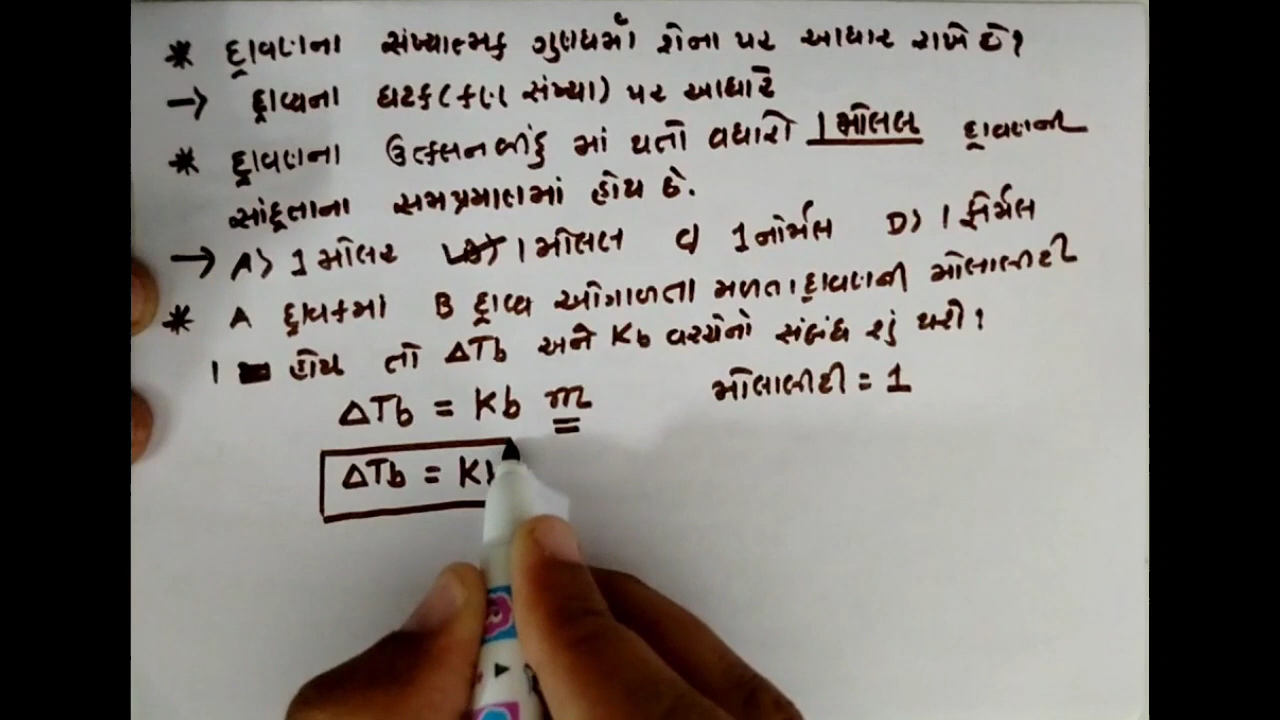 * દ્રાવણના સંખ્યાત્મક ગુણધર્મો શેના પર આધાર રાખે છે?
→ દ્રાવ્યના ઘટક(કણ સંખ્યા) પર આધારે
* દ્રાવણના ઉત્કલનબીંદુ માં થતો વધારો 1 મોલલ દ્રાવણની
સાંદ્રતાના સમપ્રમાણમાં હોય છે.
→ A) 1 મોલર B) 1 મોલલ C) 1 નોર્મલ D) 1 ફોર્મલ
* A દ્રાવકમાં B દ્રાવ્ય ઓગાળતા મળતા દ્રાવણની મોલાલીટી
1 હોય તો ΔTb અને Kb વચ્ચેનો સંબંધ શું થશે?
ΔTb = Kb m મોલાલીટી = 1
ΔTb =